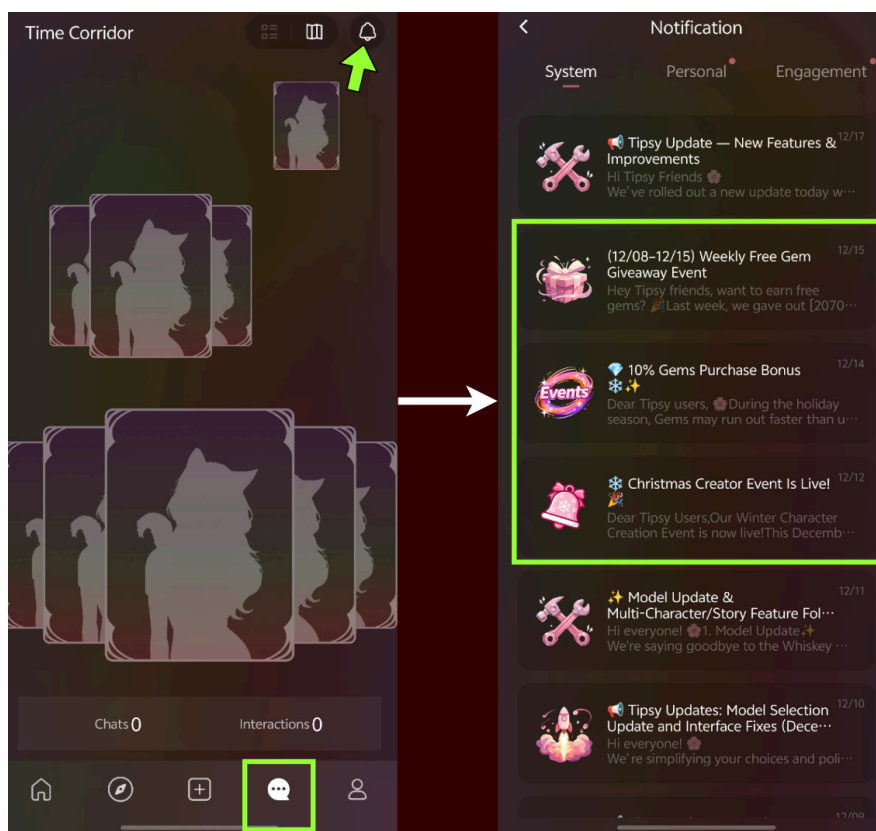 Time Corridor
Chats 0
Interactions 0
Notification
System
Personal
Engagement
📢 Tipsy Update — New Features &
Improvements
12/17
Hi Tipsy Friends 🌸
We've rolled out a new update today w···
(12/08–12/15) Weekly Free Gem
Giveaway Event
12/15
Hey Tipsy friends, want to earn free
gems? 🎉Last week, we gave out [2070···
Events
💎 10% Gems Purchase Bonus
❄️✨
12/14
Dear Tipsy users, 🌸During the holiday
season, Gems may run out faster than u···
❄️ Christmas Creator Event Is Live!
🎉
12/12
Dear Tipsy Users,Our Winter Character
Creation Event is now live!This Decemb···
✨ Model Update &
Multi-Character/Story Feature Fol···
12/11
Hi everyone! 🌸1. Model Update✨
We're saying goodbye to the Whiskey ···
📢 Tipsy Updates: Model Selection
Update and Interface Fixes (Dece···
12/10
Hi everyone! 🌸
We're simplifying your choices and poli···
12/09